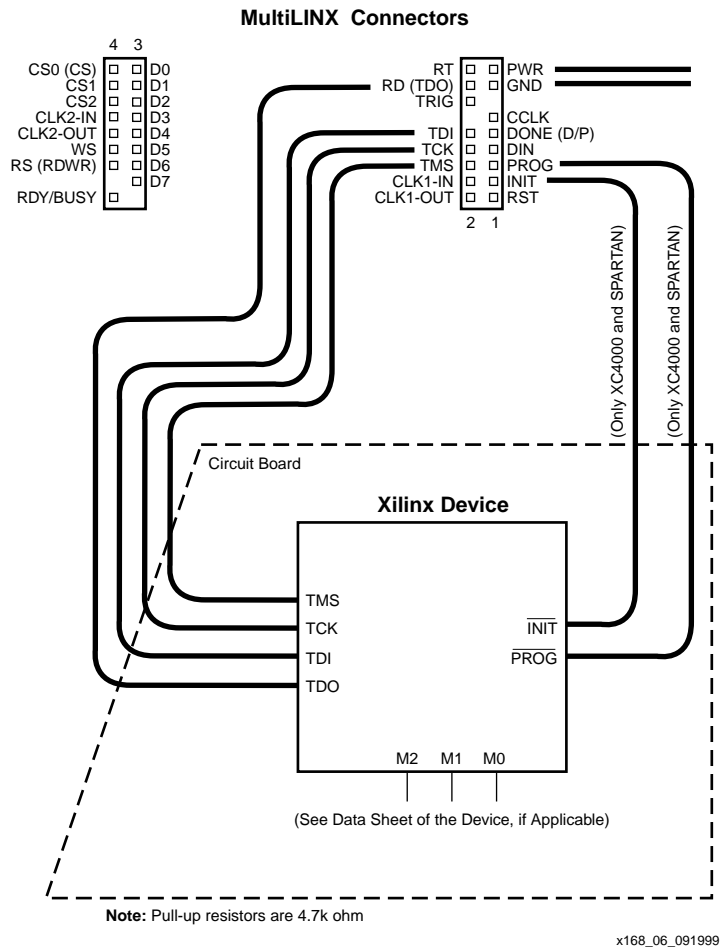 MultiLINX Connectors
4 3
CS0 (CS) D0
CS1 D1
CS2 D2
CLK2-IN D3
CLK2-OUT D4
WS D5
RS (RDWR) D6
D7
RDY/BUSY
RT PWR
RD (TDO) GND
TRIG
CCLK
TDI DONE (D/P)
TCK DIN
TMS PROG
CLK1-IN INIT
CLK1-OUT RST
2 1
(Only XC4000 and SPARTAN)
(Only XC4000 and SPARTAN)
Circuit Board
Xilinx Device
TMS
TCK INIT
TDI PROG
TDO
M2 M1 M0
(See Data Sheet of the Device, if Applicable)
Note: Pull-up resistors are 4.7k ohm
x168_06_091999